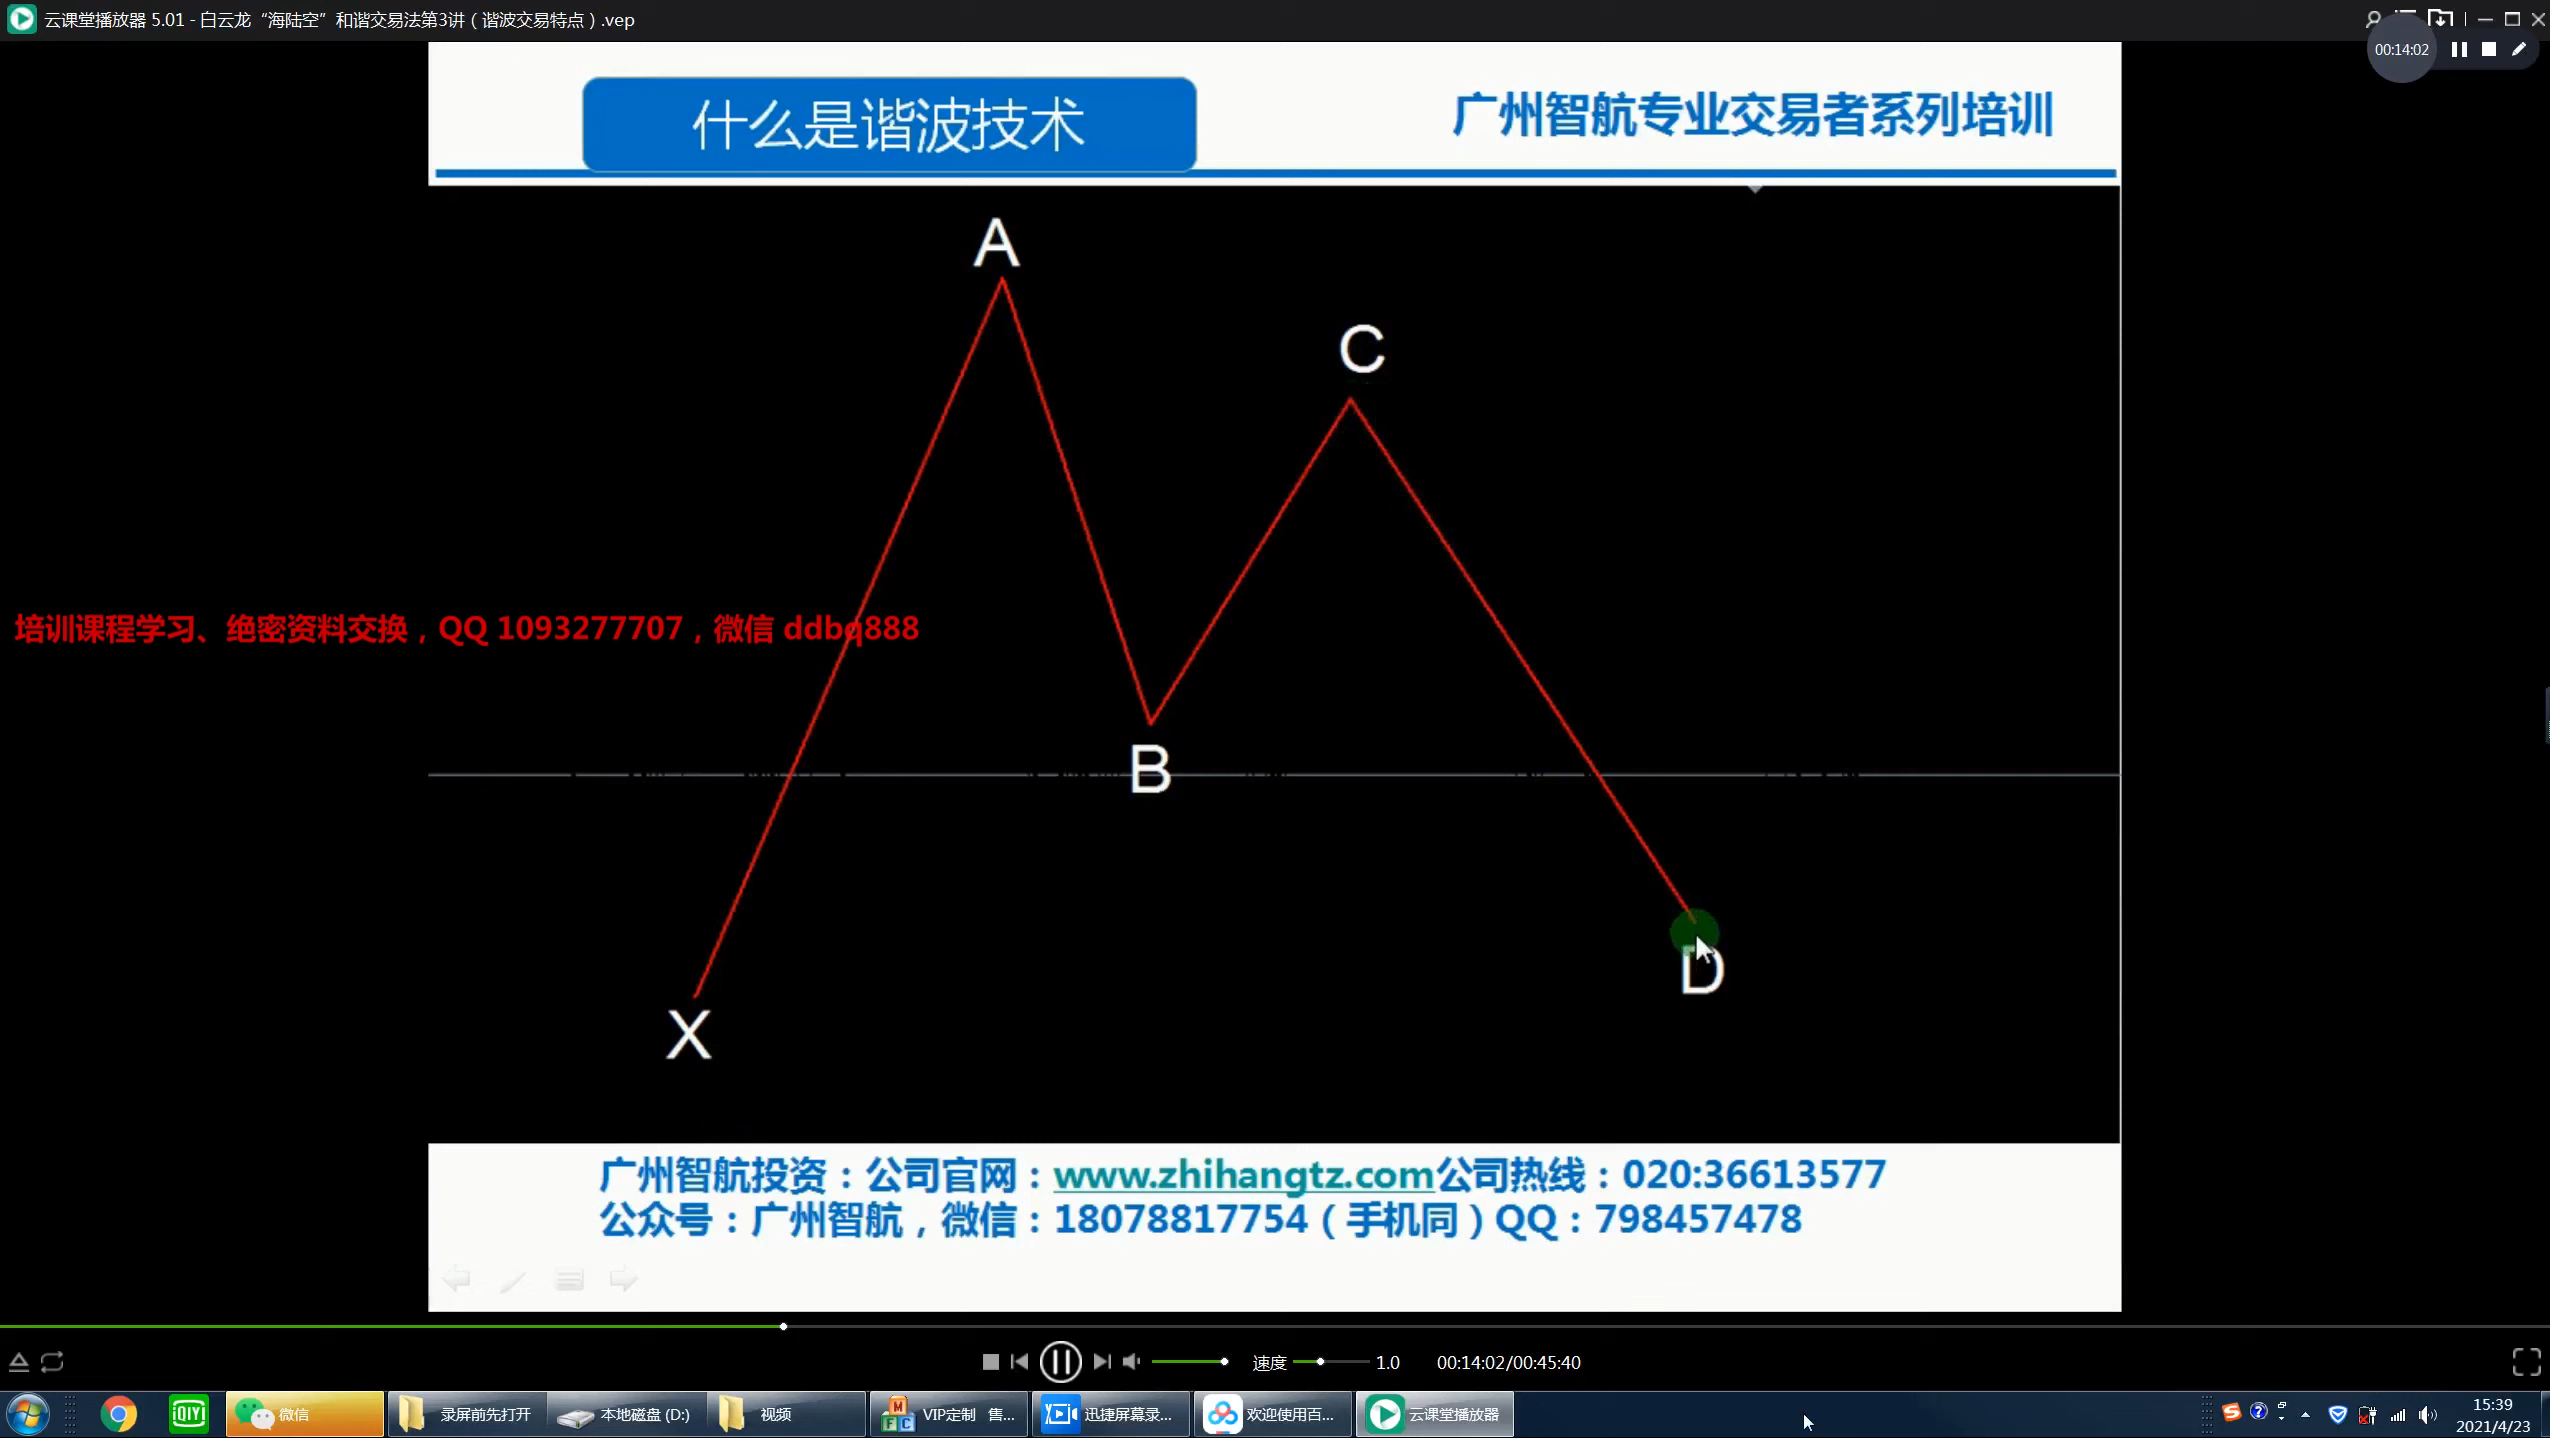 云课堂播放器 5.01 - 白云龙“海陆空”和谐交易法第3讲（谐波交易特点）.vep
00:14:02
什么是谐波技术
广州智航专业交易者系列培训
A
C
培训课程学习、绝密资料交换，QQ 1093277707，微信 ddbq888
B
D
X
广州智航投资：公司官网：www.zhihangtz.com公司热线：020:36613577
公众号：广州智航，微信：18078817754（手机同）QQ：798457478
速度 1.0 00:14:02/00:45:40
iQIYI
微信
录屏前先打开
本地磁盘 (D:)
视频
M F C
VIP定制 售...
迅捷屏幕录...
欢迎使用百...
云课堂播放器
15:39
2021/4/23